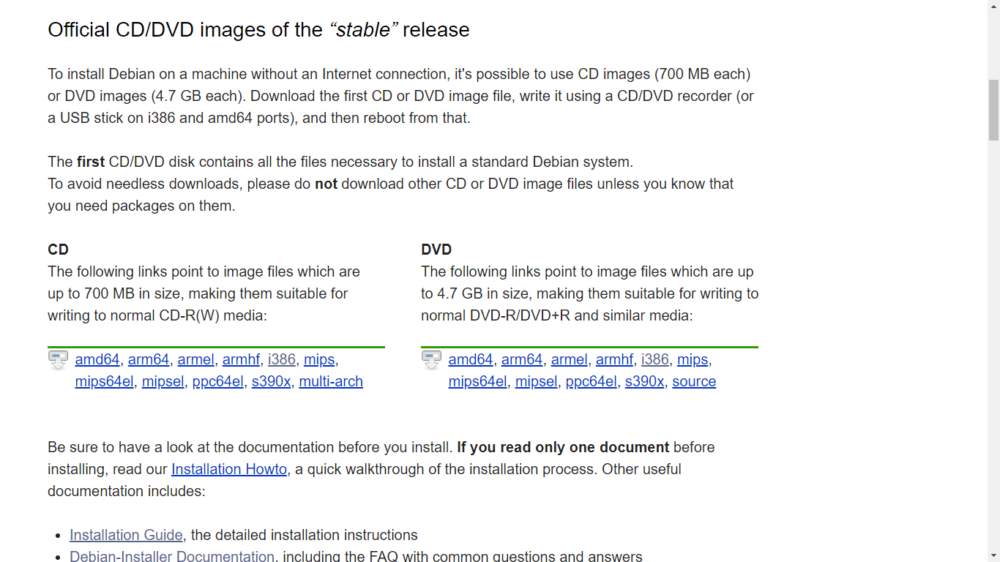 Official CD/DVD images of the “stable” release
To install Debian on a machine without an Internet connection, it's possible to use CD images (700 MB each)
or DVD images (4.7 GB each). Download the first CD or DVD image file, write it using a CD/DVD recorder (or
a USB stick on i386 and amd64 ports), and then reboot from that.
The first CD/DVD disk contains all the files necessary to install a standard Debian system.
To avoid needless downloads, please do not download other CD or DVD image files unless you know that
you need packages on them.
CD
The following links point to image files which are
up to 700 MB in size, making them suitable for
writing to normal CD-R(W) media:
amd64, arm64, armel, armhf, i386, mips,
mips64el, mipsel, ppc64el, s390x, multi-arch
DVD
The following links point to image files which are up
to 4.7 GB in size, making them suitable for writing to
normal DVD-R/DVD+R and similar media:
amd64, arm64, armel, armhf, i386, mips,
mips64el, mipsel, ppc64el, s390x, source
Be sure to have a look at the documentation before you install. If you read only one document before
installing, read our Installation Howto, a quick walkthrough of the installation process. Other useful
documentation includes:
• Installation Guide, the detailed installation instructions
• Debian-Installer Documentation, including the FAQ with common questions and answers